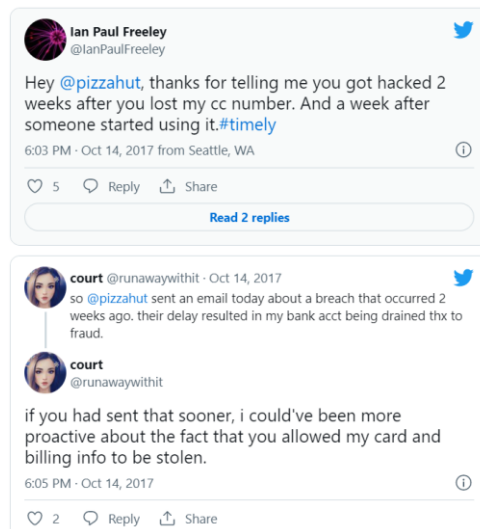 Ian Paul Freeley
@IanPaulFreeley
Hey @pizzahut, thanks for telling me you got hacked 2
weeks after you lost my cc number. And a week after
someone started using it.#timely
6:03 PM · Oct 14, 2017 from Seattle, WA
5 Reply Share
Read 2 replies
court @runawaywithit · Oct 14, 2017
so @pizzahut sent an email today about a breach that occurred 2
weeks ago. their delay resulted in my bank acct being drained thx to
fraud.
court
@runawaywithit
if you had sent that sooner, i could've been more
proactive about the fact that you allowed my card and
billing info to be stolen.
6:05 PM · Oct 14, 2017
2 Reply Share